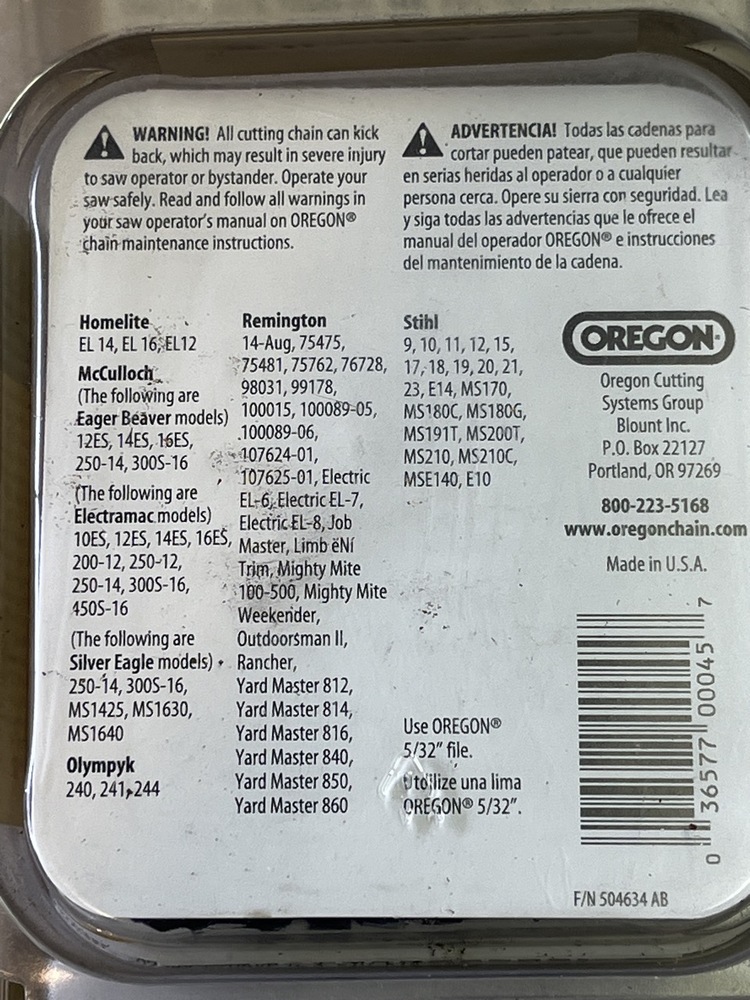 WARNING! All cutting chain can kick
back, which may result in severe injury
to saw operator or bystander. Operate your
saw safely. Read and follow all warnings in
your saw operator's manual on OREGON®
chain maintenance instructions.
ADVERTENCIA! Todas las cadenas para
cortar pueden patear, que pueden resultar
en serias heridas al operador o a cualquier
persona cerca. Opere su sierra con seguridad. Lea
y siga todas las advertencias que le ofrece el
manual del operador OREGON® e instrucciones
del mantenimiento de la cadena.
Homelite
EL 14, EL 16, EL12
McCulloch
(The following are
Eager Beaver models)
12ES, 14ES, 16ES,
250-14, 300S-16
(The following are
Electramac models)
10ES, 12ES, 14ES, 16ES,
200-12, 250-12,
250-14, 300S-16,
450S-16
(The following are
Silver Eagle models)
250-14, 300S-16,
MS1425, MS1630,
MS1640
Olympyk
240, 241, 244
Remington
14-Aug, 75475,
75481, 75762, 76728,
98031, 99178,
100015, 100089-05,
100089-06,
107624-01,
107625-01, Electric
EL-6, Electric EL-7,
Electric EL-8, Job
Master, Limb ëNí
Trim, Mighty Mite
100-500, Mighty Mite
Weekender,
Outdoorsman II,
Rancher,
Yard Master 812,
Yard Master 814,
Yard Master 816,
Yard Master 840,
Yard Master 850,
Yard Master 860
Stihl
9, 10, 11, 12, 15,
17, 18, 19, 20, 21,
23, E14, MS170,
MS180C, MS180G,
MS191T, MS200T,
MS210, MS210C,
MSE140, E10
Use OREGON®
5/32" file.
Utoilize una lima
OREGON® 5/32".
OREGON®
Oregon Cutting
Systems Group
Blount Inc.
P.O. Box 22127
Portland, OR 97269
800-223-5168
www.oregonchain.com
Made in U.S.A.
0 36577 00045 7
F/N 504634 AB